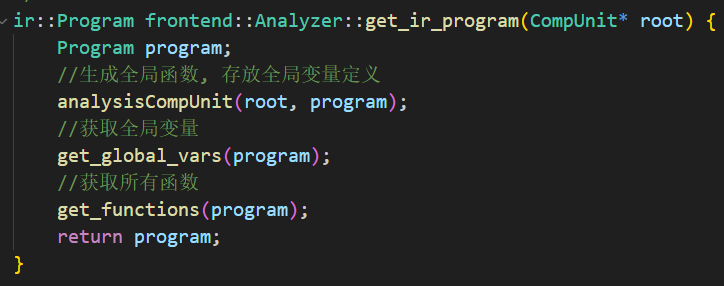 ir::Program frontend::Analyzer::get_ir_program(CompUnit* root) {
    Program program;
    //生成全局函数, 存放全局变量定义
    analysisCompUnit(root, program);
    //获取全局变量
    get_global_vars(program);
    //获取所有函数
    get_functions(program);
    return program;
}